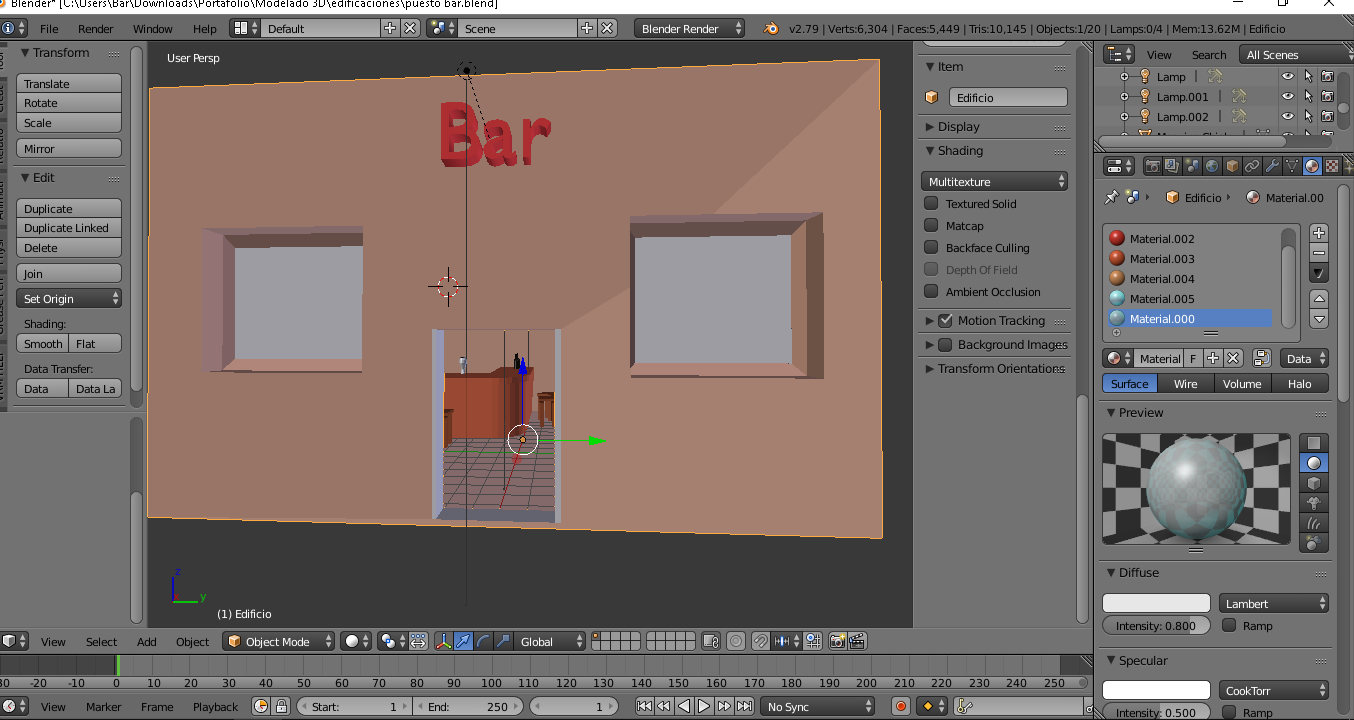 Blender* [C:\Users\Bar\Downloads\Portafolio\Modelado 3D\edificaciones\puesto bar.blend]
File Render Window Help Default Scene Blender Render v2.79 | Verts:6,304 | Faces:5,449 | Tris:10,145 | Objects:1/20 | Lamps:0/4 | Mem:13.62M | Edificio
Transform
Translate
Rotate
Scale
Mirror
Edit
Duplicate
Duplicate Linked
Delete
Join
Set Origin
Shading:
Smooth Flat
Data Transfer:
Data Data La
User Persp
Bar
z
y
(1) Edificio
Item
Edificio
Display
Shading
Multitexture
Textured Solid
Matcap
Backface Culling
Depth Of Field
Ambient Occlusion
Motion Tracking
Background Images
Transform Orientations
View Search All Scenes
Lamp
Lamp.001
Lamp.002
Edificio Material.00
Material.002
Material.003
Material.004
Material.005
Material.000
Material F Data
Surface Wire Volume Halo
Preview
Diffuse
Lambert
Intensity: 0.800 Ramp
Specular
CookTorr
Intensity: 0.500 Ramp
View Select Add Object Object Mode Global
-20 -10 0 10 20 30 40 50 60 70 80 90 100 110 120 130 140 150 160 170 180 190 200 210 220 230 240 250
View Marker Frame Playback Start: 1 End: 250 1 No Sync